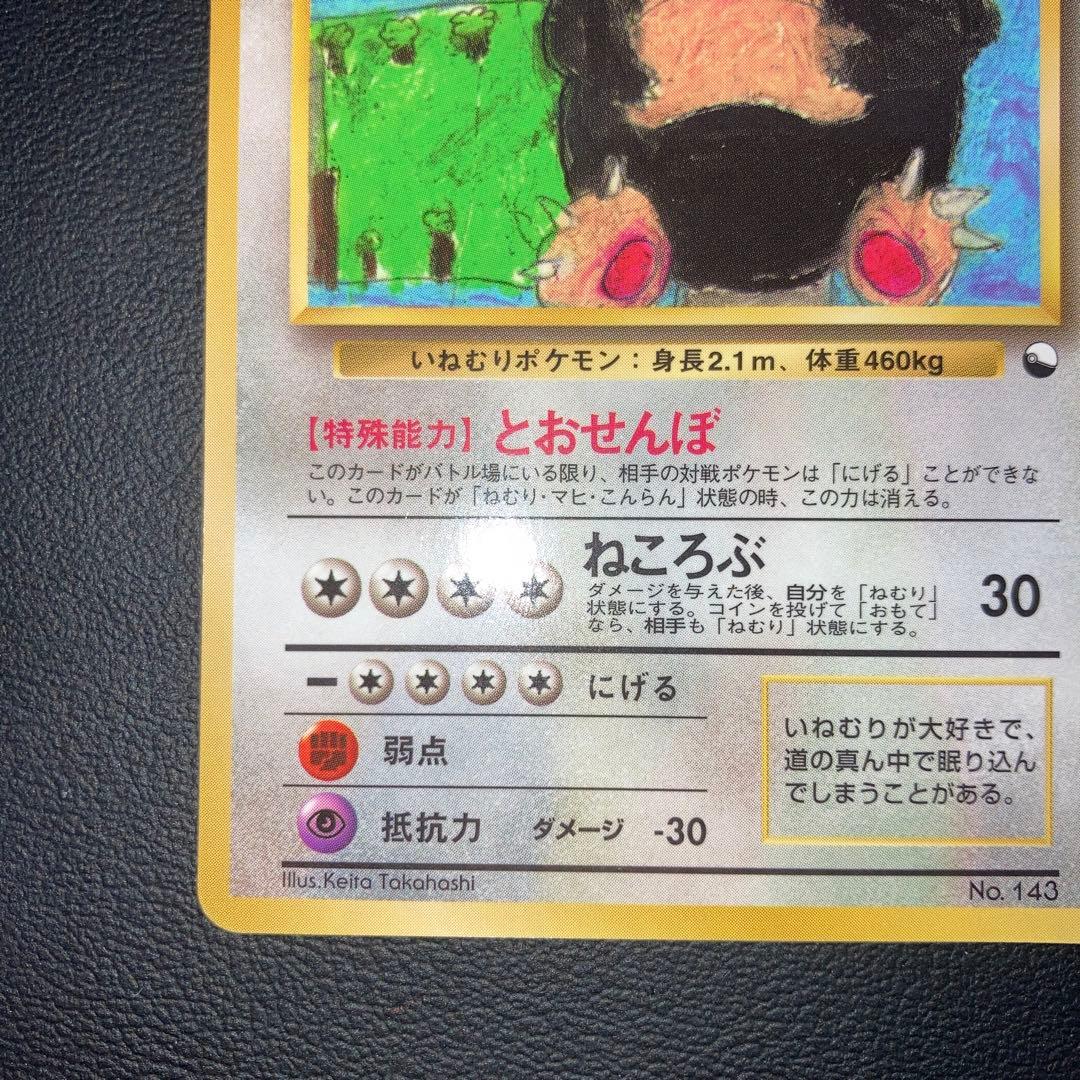 いねむりポケモン：身長2.1m、体重460kg
【特殊能力】とおせんぼ
このカードがバトル場にいる限り、相手の対戦ポケモンは「にげる」ことができな
い。このカードが「ねむり・マヒ・こんらん」状態の時、この力は消える。
ねころぶ
ダメージを与えた後、自分を「ねむり」
状態にする。コインを投げて「おもて」
なら、相手も「ねむり」状態にする。
30
にげる
弱点
抵抗力 ダメージ -30
いねむりが大好きで、
道の真ん中で眠り込ん
でしまうことがある。
Illus.Keita Takahashi
No. 143